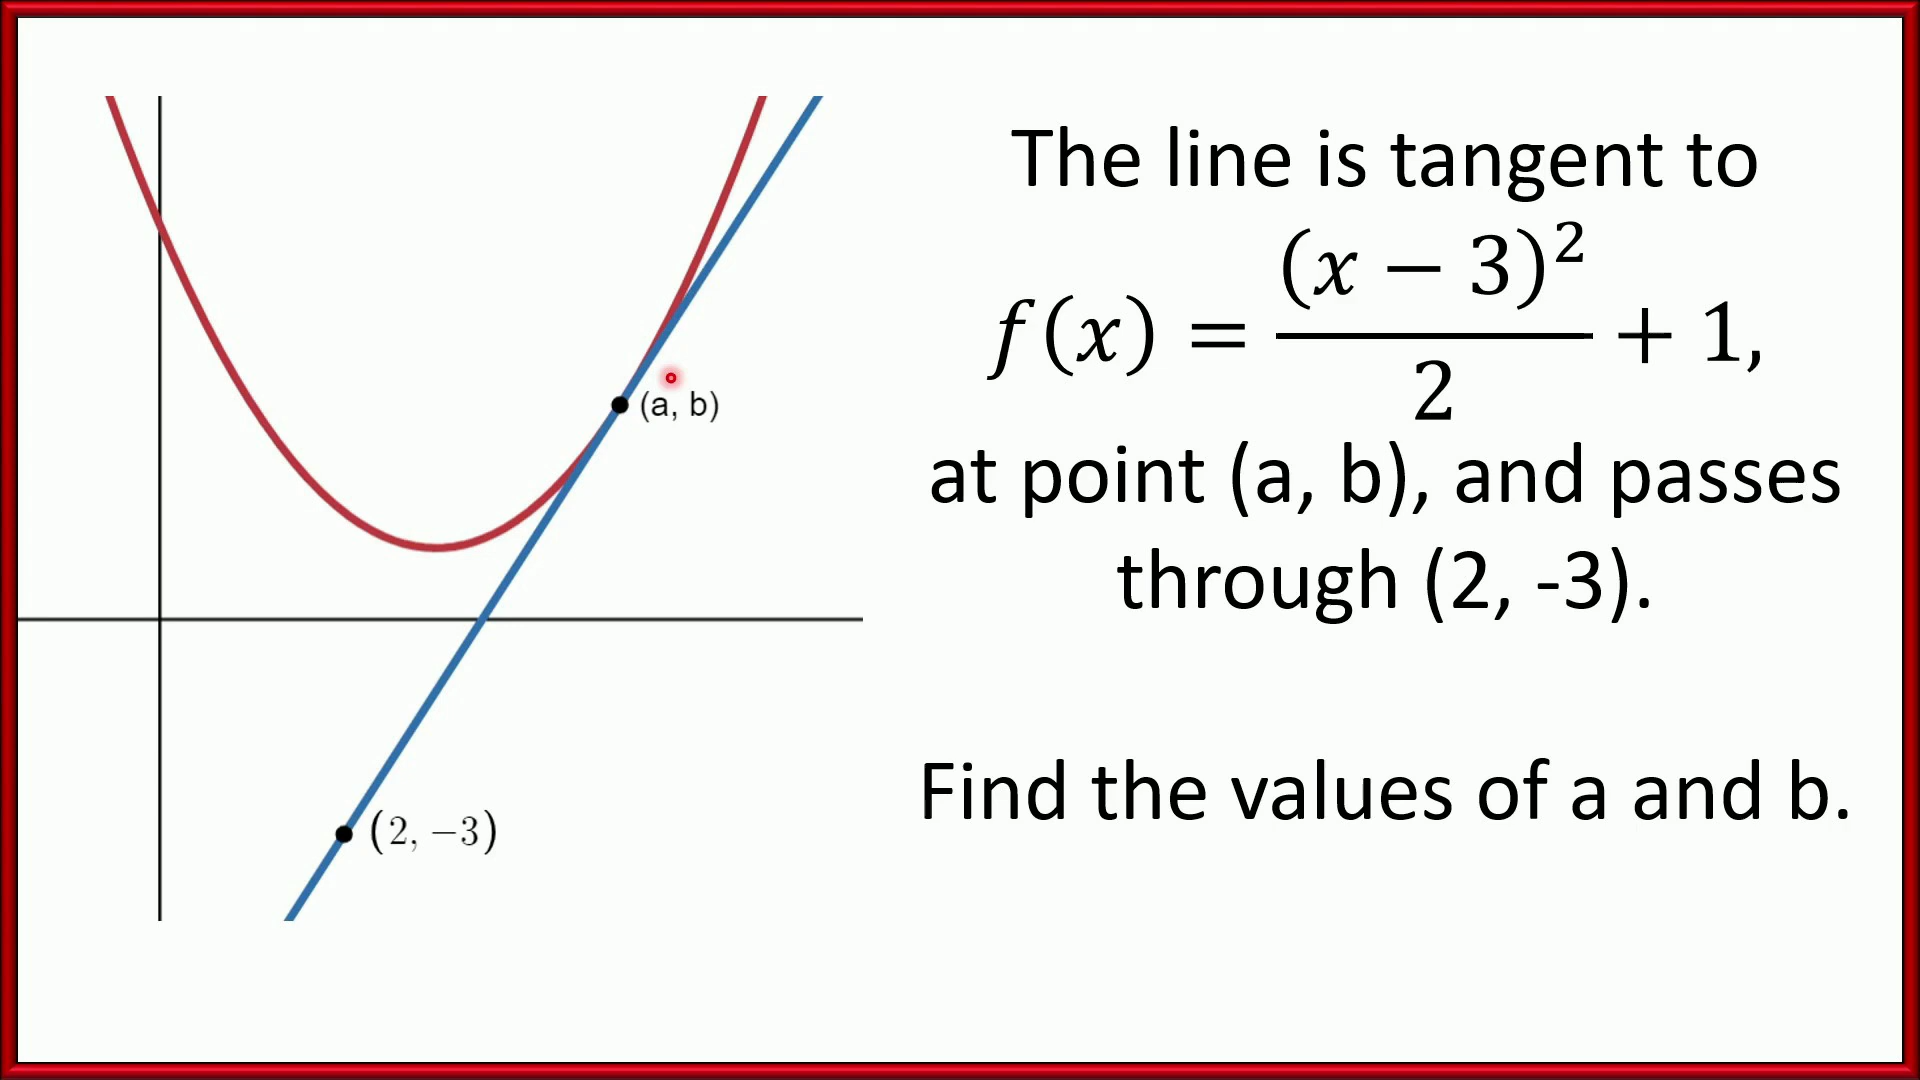 The line is tangent to
f(x) = (x − 3)² / 2 + 1,
at point (a, b), and passes
through (2, -3).
Find the values of a and b.
(a, b)
(2, −3)